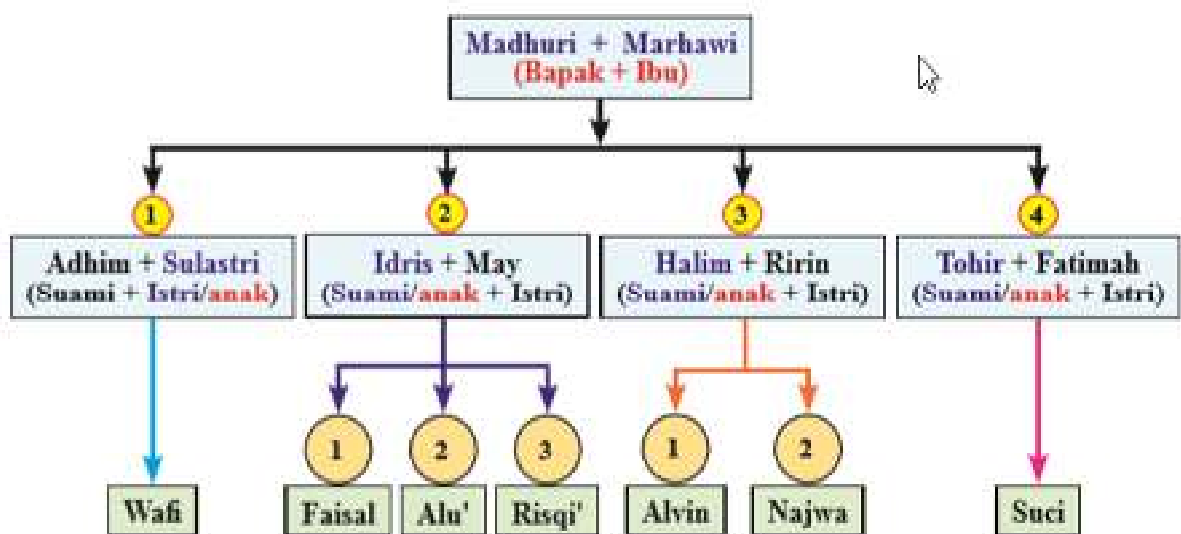 Madhuri + Marhawi
(Bapak + Ibu)
1
2
3
4
Adhim + Sulastri
(Suami + Istri/anak)
Idris + May
(Suami/anak + Istri)
Halim + Ririn
(Suami/anak + Istri)
Tohir + Fatimah
(Suami/anak + Istri)
1
2
3
1
2
Wafi
Faisal
Alu'
Risqi'
Alvin
Najwa
Suci